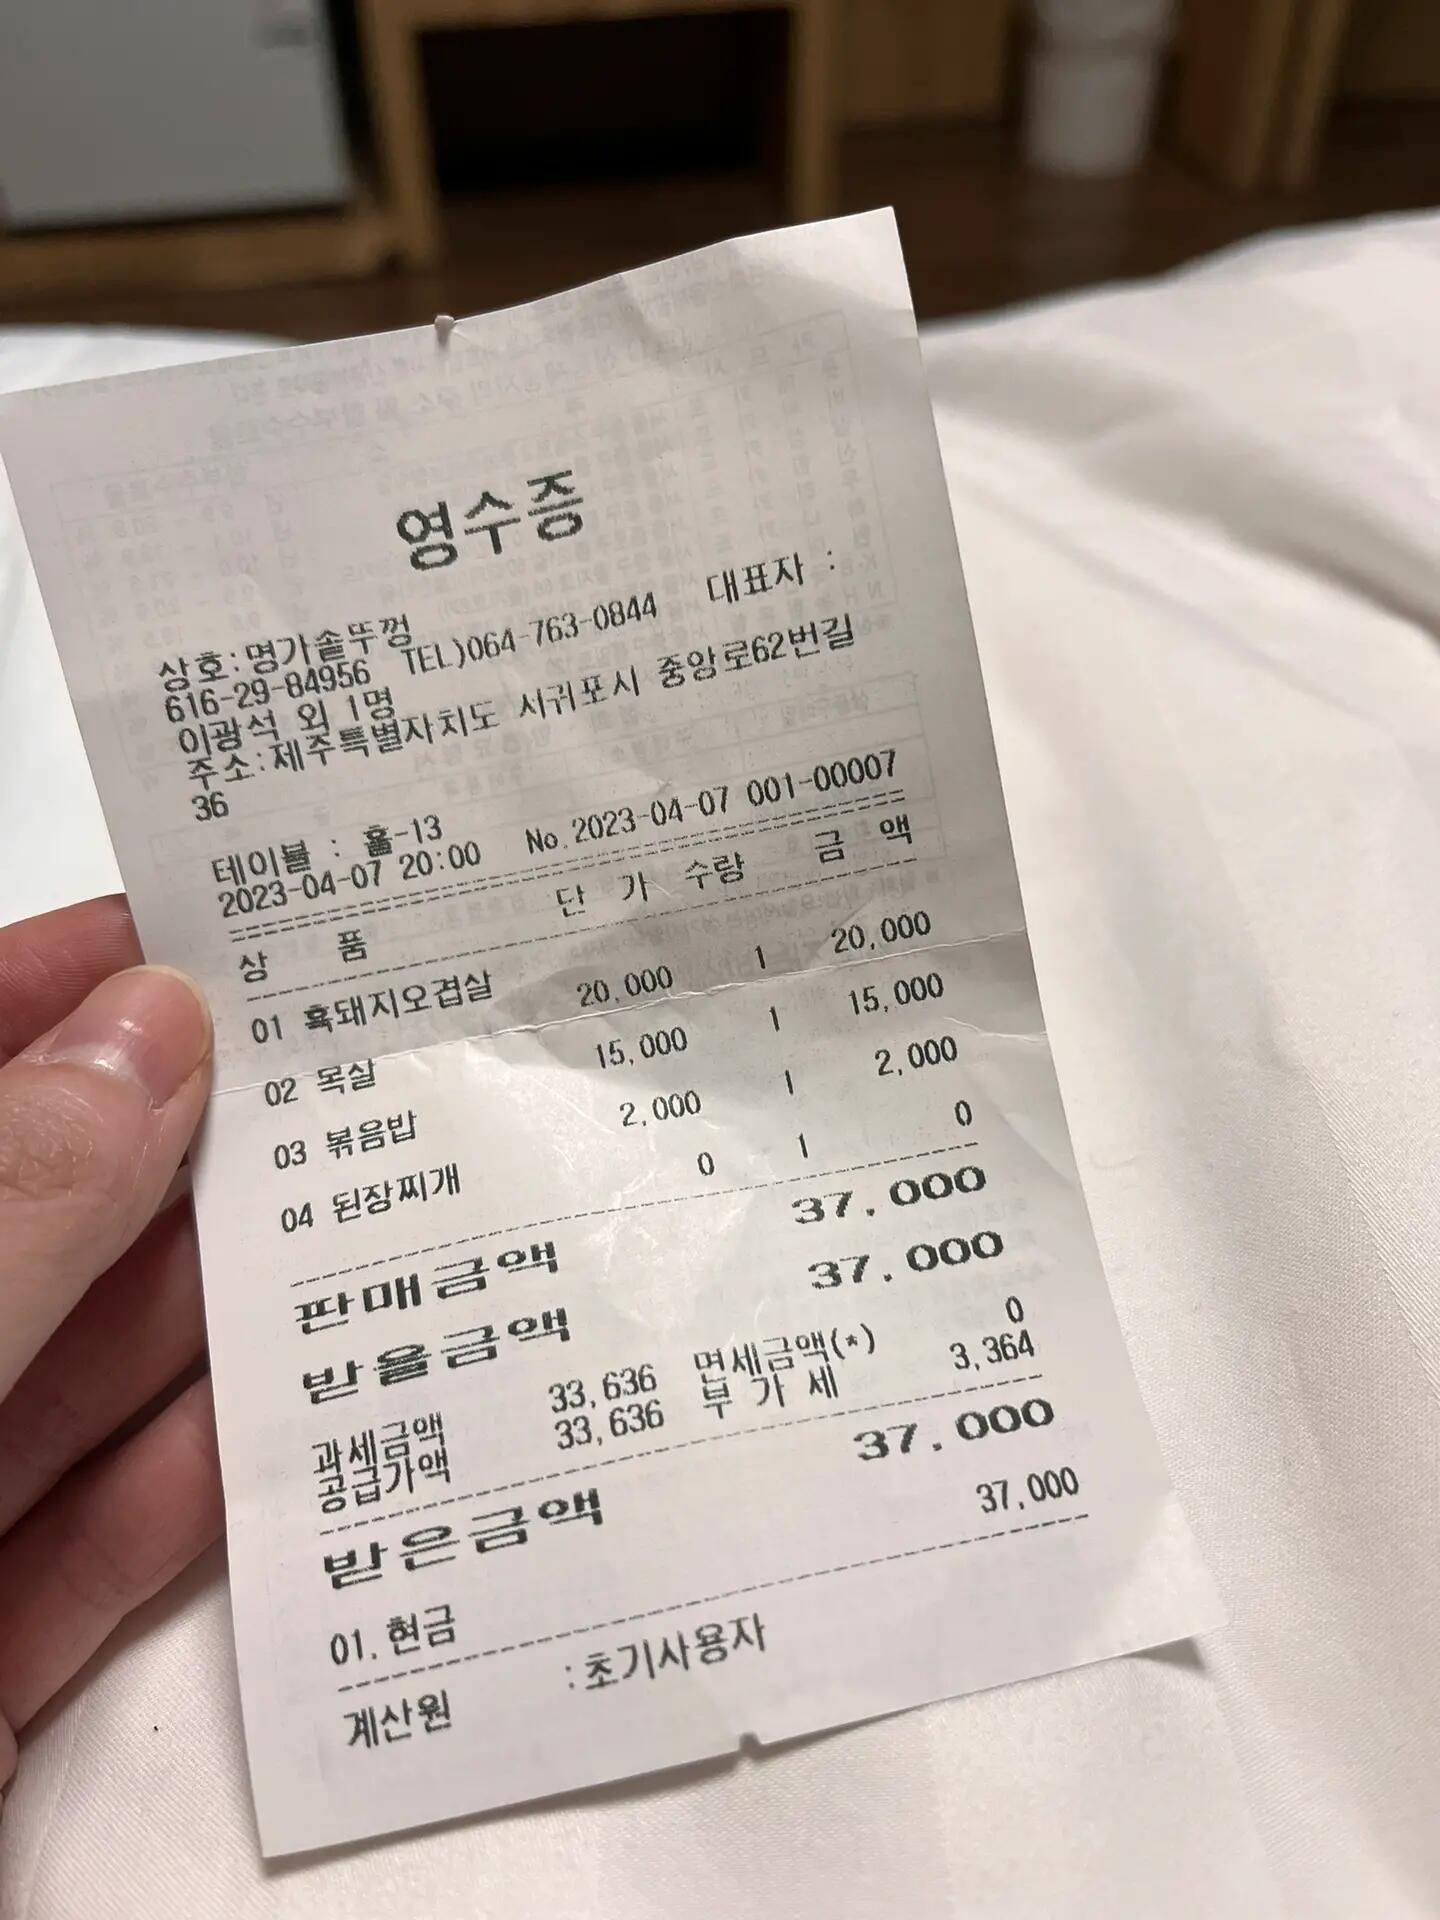 영수증
상호:명가솥뚜껑
616-29-84956 TEL)064-763-0844 대표자 :
이광석 외 1명
주소:제주특별자치도 서귀포시 중앙로62번길
36
테이블 : 홀-13
2023-04-07 20:00 No.2023-04-07 001-00007
상 품 단 가 수량 금 액
01 흑돼지오겹살 20,000 1 20,000
02 목살 15,000 1 15,000
03 볶음밥 2,000 1 2,000
04 된장찌개 0 1 0
판매금액 37,000
받을금액 37,000
과세금액 33,636 면세금액(*) 0
공급가액 33,636 부 가 세 3,364
받은금액 37,000
01.현금 37,000
계산원 :초기사용자